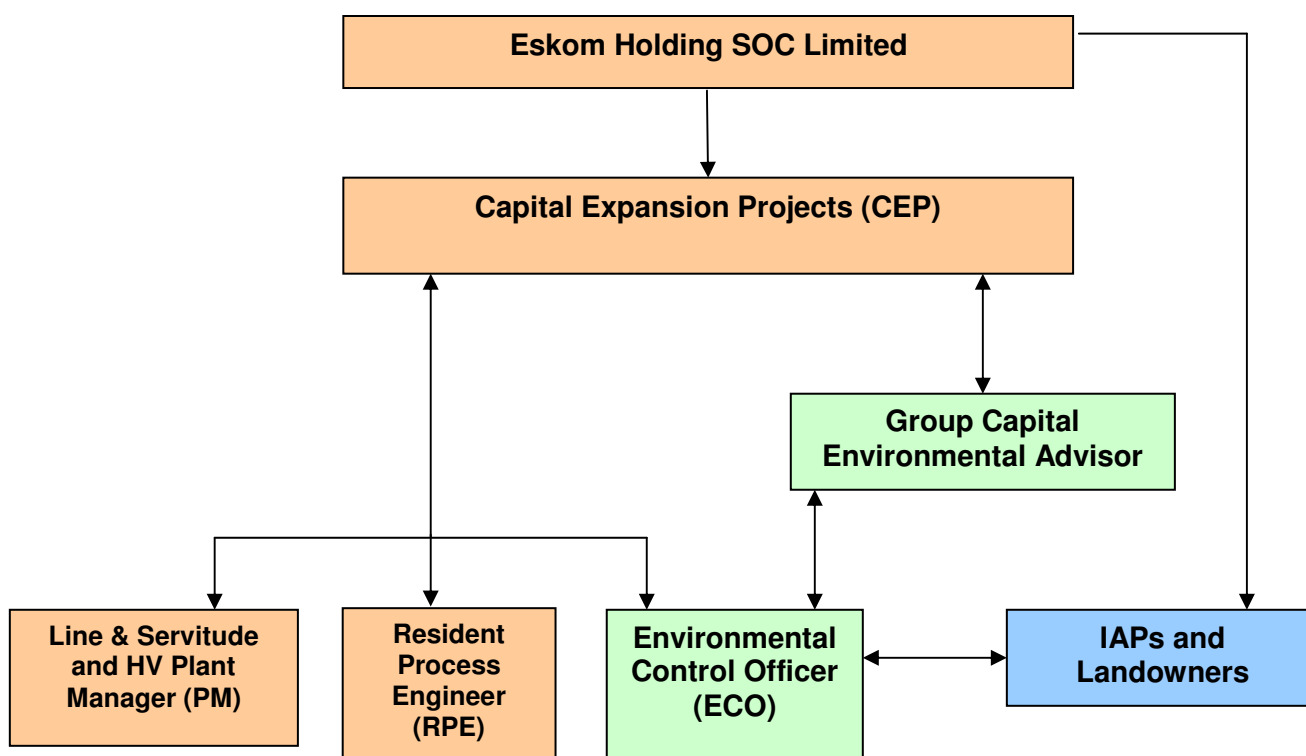 Eskom Holding SOC Limited
Capital Expansion Projects (CEP)
Group Capital
Environmental Advisor
Line & Servitude
and HV Plant
Manager (PM)
Resident
Process
Engineer
(RPE)
Environmental
Control Officer
(ECO)
IAPs and
Landowners